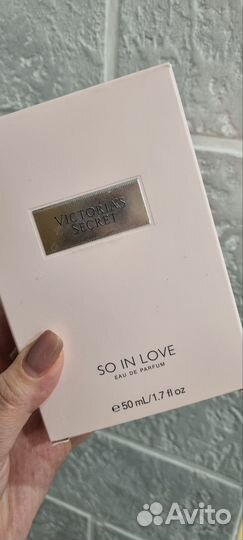 VICTORIA'S
SECRET
SO IN LOVE
EAU DE PARFUM
℮ 50 mL/1.7 fl oz
Avito